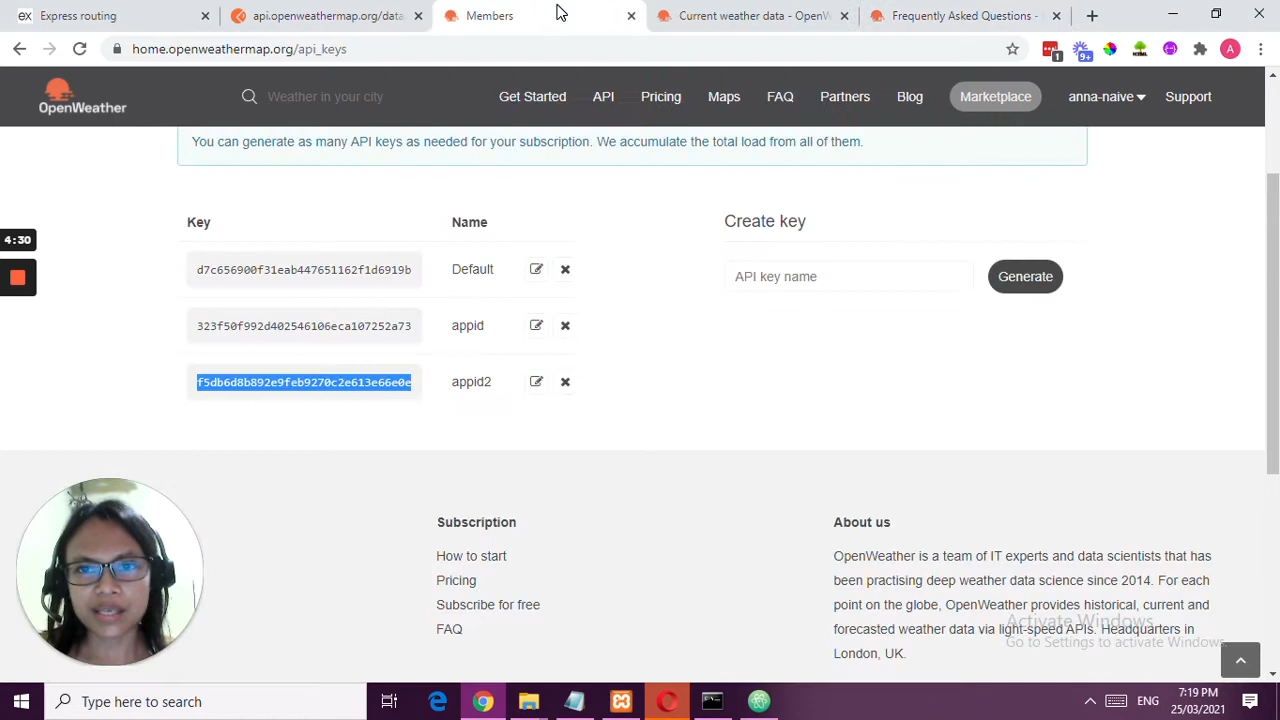 Express routing
api.openweathermap.org/data
Members
Current weather data - OpenW
Frequently Asked Questions -
home.openweathermap.org/api_keys
1
9+
A
OpenWeather
Weather in your city
Get Started
API
Pricing
Maps
FAQ
Partners
Blog
Marketplace
anna-naive
Support
You can generate as many API keys as needed for your subscription. We accumulate the total load from all of them.
Key
Name
Create key
4:30
d7c656900f31eab447651162f1d6919b
Default
API key name
Generate
323f50f992d402546106eca107252a73
appid
f5db6d8b892e9feb9270c2e613e66e0e
appid2
Subscription
How to start
Pricing
Subscribe for free
FAQ
About us
OpenWeather is a team of IT experts and data scientists that has
been practising deep weather data science since 2014. For each
point on the globe, OpenWeather provides historical, current and
forecasted weather data via light-speed APIs. Headquarters in
London, UK.
Activate Windows
Go to Settings to activate Windows.
Type here to search
ENG
7:19 PM
25/03/2021